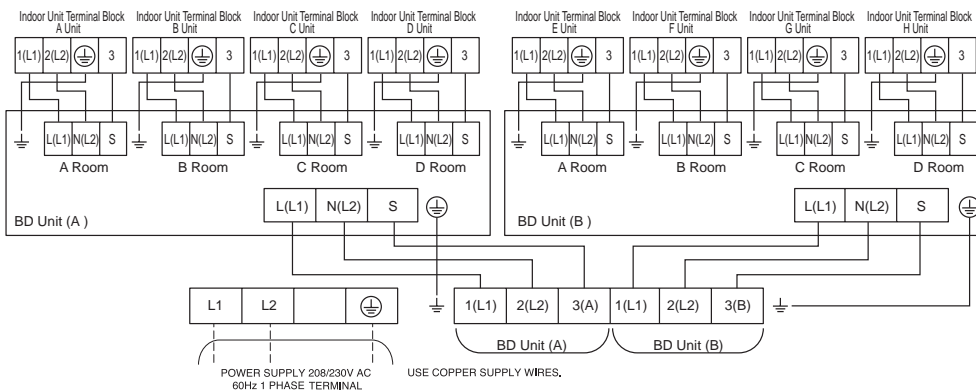 Indoor Unit Terminal Block
A Unit
Indoor Unit Terminal Block
B Unit
Indoor Unit Terminal Block
C Unit
Indoor Unit Terminal Block
D Unit
Indoor Unit Terminal Block
E Unit
Indoor Unit Terminal Block
F Unit
Indoor Unit Terminal Block
G Unit
Indoor Unit Terminal Block
H Unit
1(L1) 2(L2) 3
1(L1) 2(L2) 3
1(L1) 2(L2) 3
1(L1) 2(L2) 3
1(L1) 2(L2) 3
1(L1) 2(L2) 3
1(L1) 2(L2) 3
1(L1) 2(L2) 3
L(L1) N(L2) S
L(L1) N(L2) S
L(L1) N(L2) S
L(L1) N(L2) S
L(L1) N(L2) S
L(L1) N(L2) S
L(L1) N(L2) S
L(L1) N(L2) S
A Room
B Room
C Room
D Room
A Room
B Room
C Room
D Room
L(L1) N(L2) S
L(L1) N(L2) S
BD Unit (A )
BD Unit (B )
L1 L2
1(L1) 2(L2) 3(A) 1(L1) 2(L2) 3(B)
BD Unit (A)
BD Unit (B)
POWER SUPPLY 208/230V AC
60Hz 1 PHASE TERMINAL
USE COPPER SUPPLY WIRES.